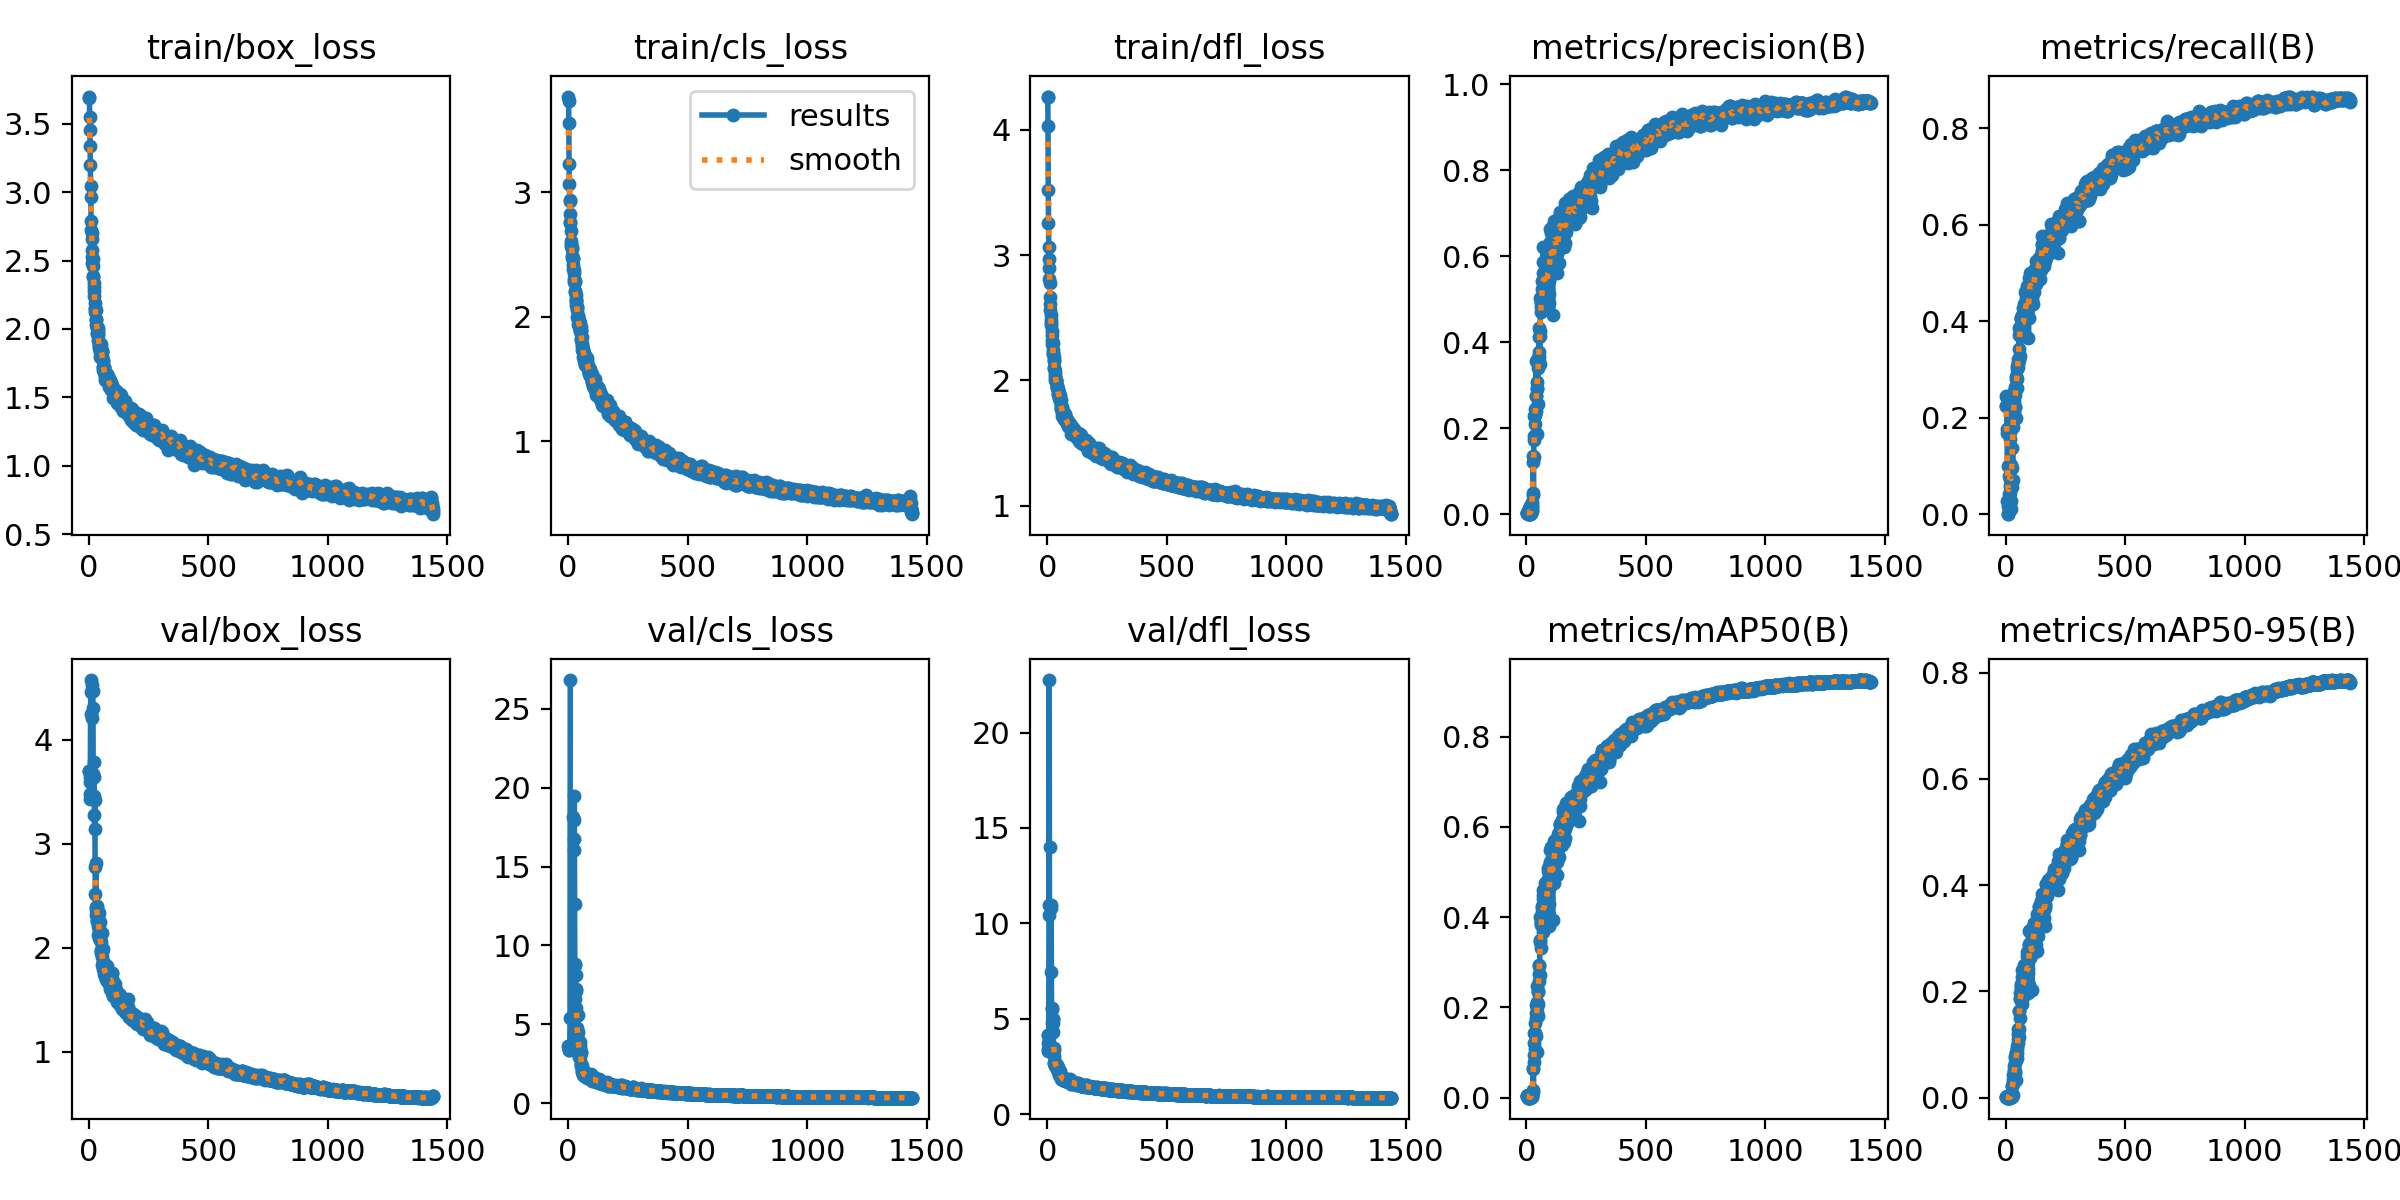 train/box_loss
train/cls_loss
train/dfl_loss
metrics/precision(B)
metrics/recall(B)
3.5
3.0
2.5
2.0
1.5
1.0
0.5
0 500 1000 1500
results
smooth
3
2
1
0 500 1000 1500
4
3
2
1
0 500 1000 1500
1.0
0.8
0.6
0.4
0.2
0.0
0 500 1000 1500
0.8
0.6
0.4
0.2
0.0
0 500 1000 1500
val/box_loss
val/cls_loss
val/dfl_loss
metrics/mAP50(B)
metrics/mAP50-95(B)
4
3
2
1
0 500 1000 1500
25
20
15
10
5
0
0 500 1000 1500
20
15
10
5
0
0 500 1000 1500
0.8
0.6
0.4
0.2
0.0
0 500 1000 1500
0.8
0.6
0.4
0.2
0.0
0 500 1000 1500